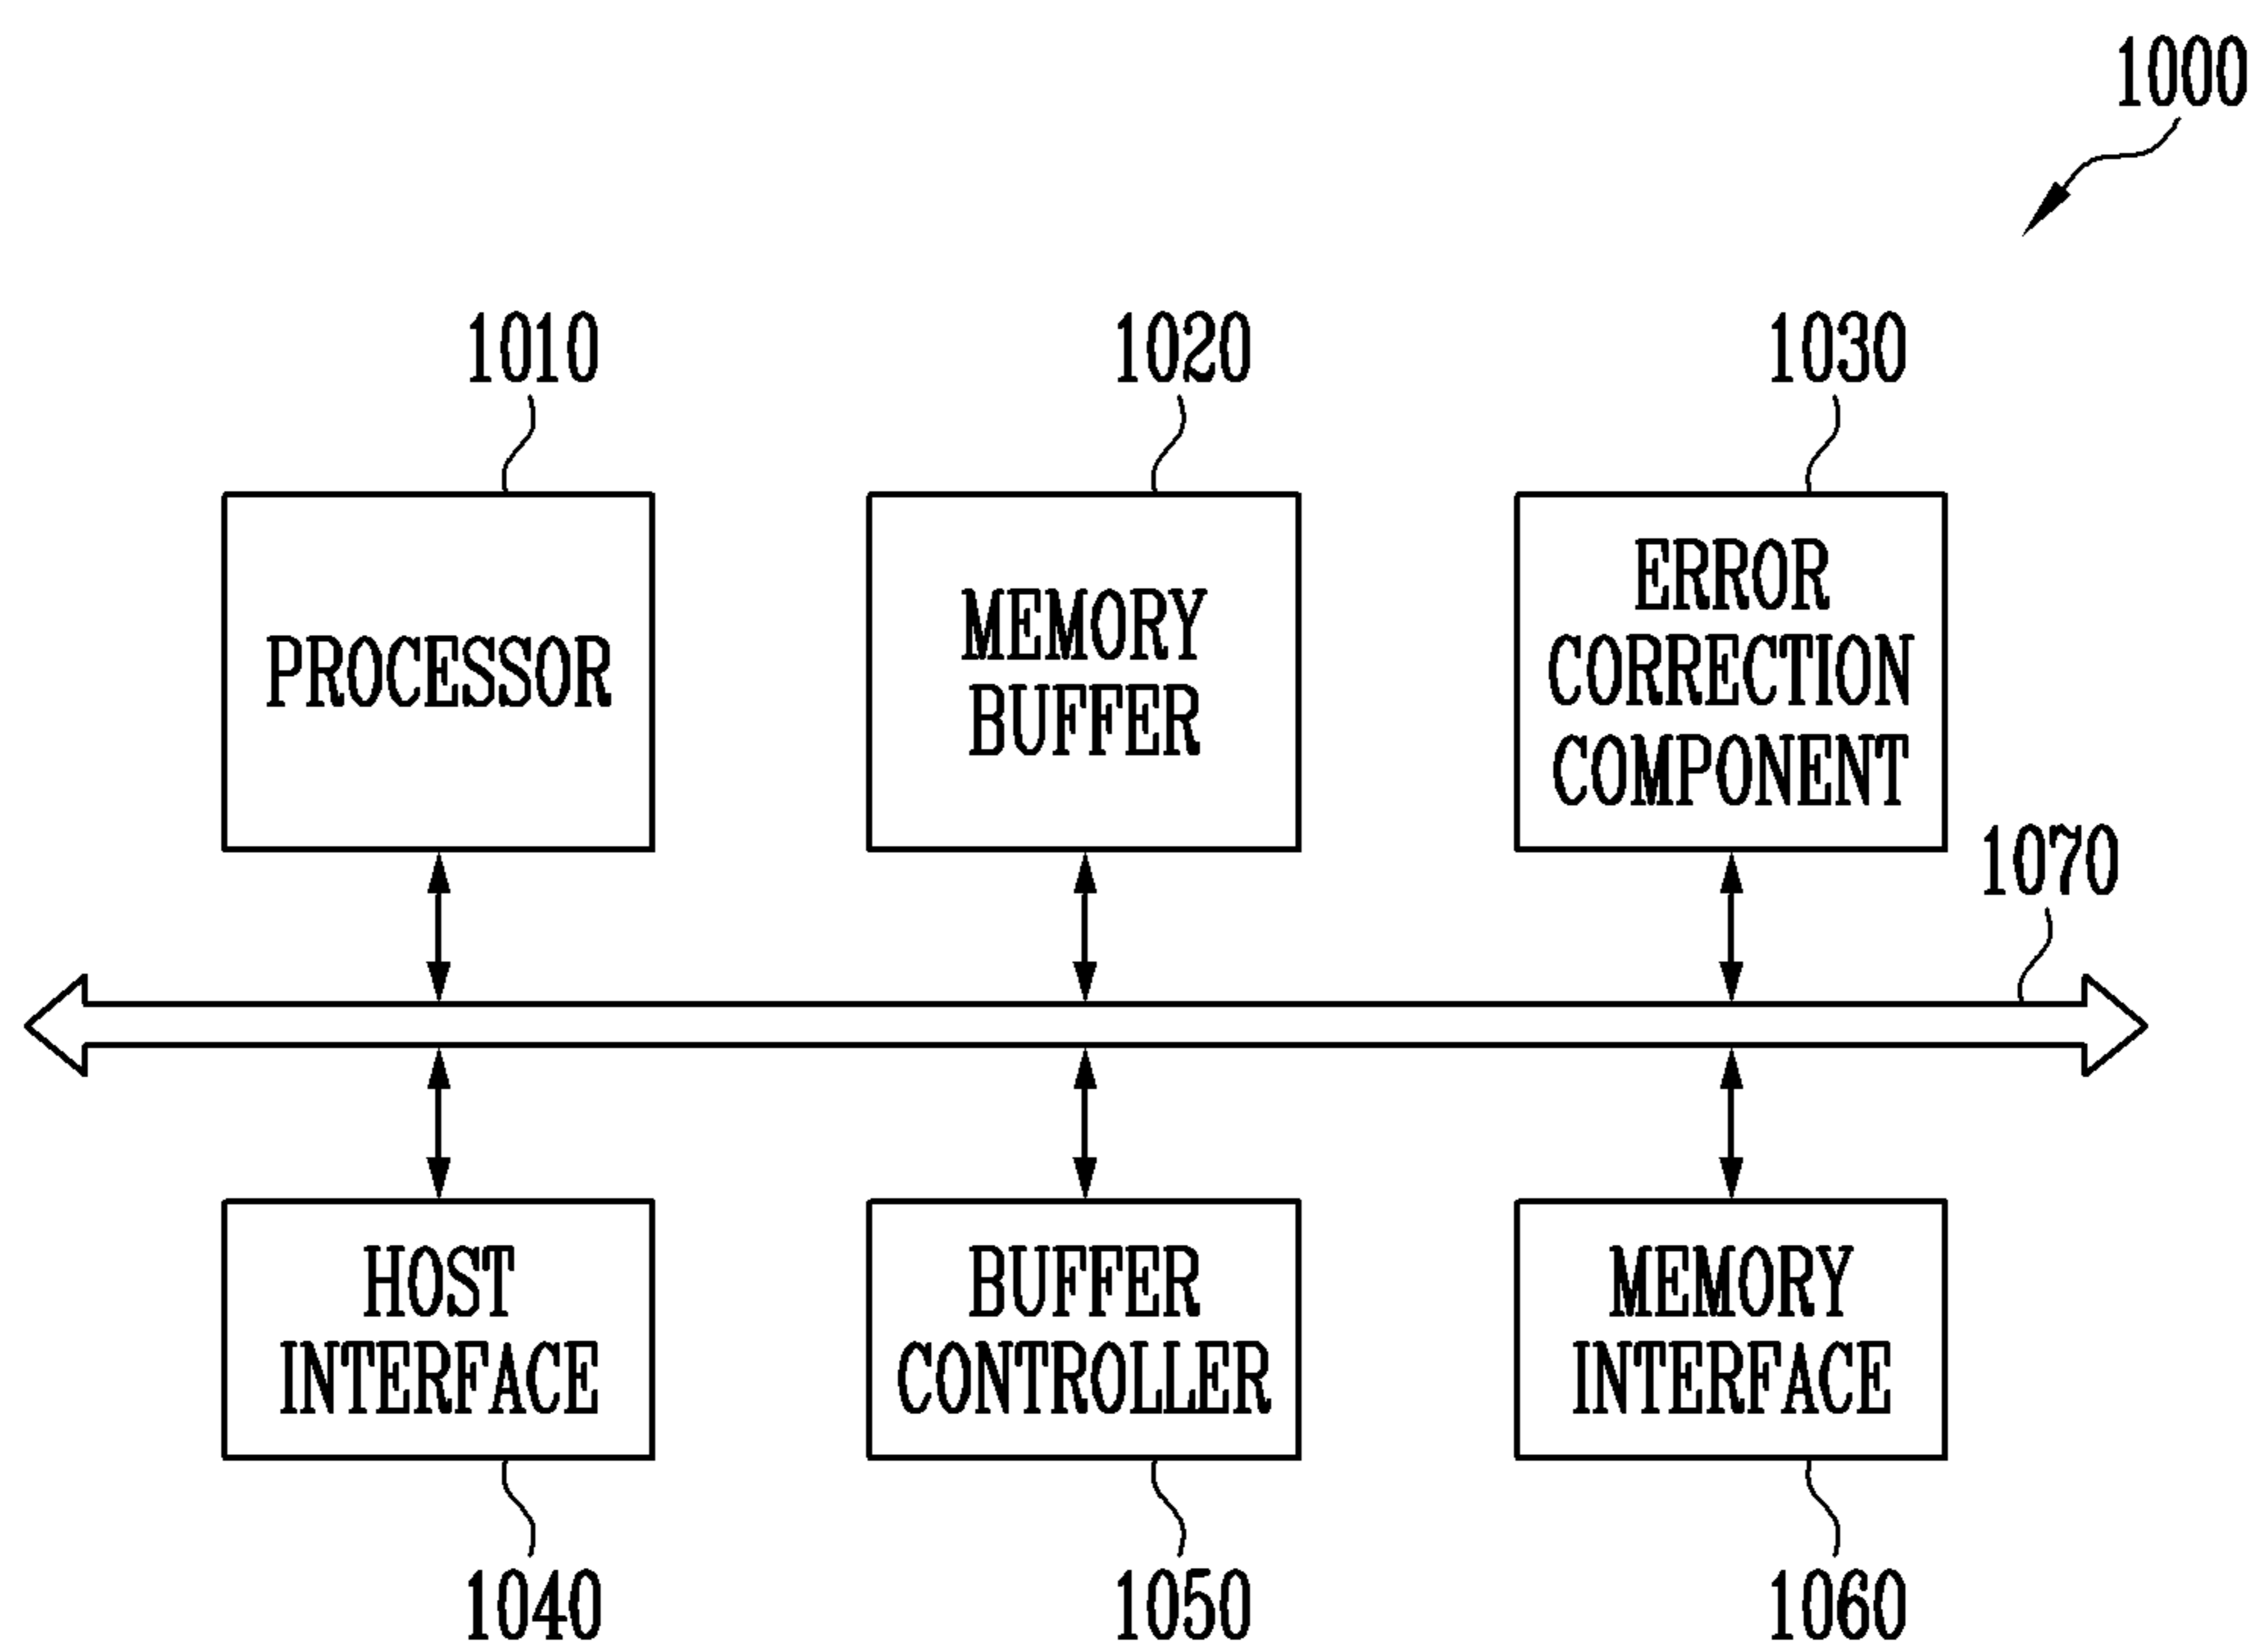 1000
1010
1020
1030
PROCESSOR
MEMORY
BUFFER
ERROR
CORRECTION
COMPONENT
1070
HOST
INTERFACE
BUFFER
CONTROLLER
MEMORY
INTERFACE
1040
1050
1060